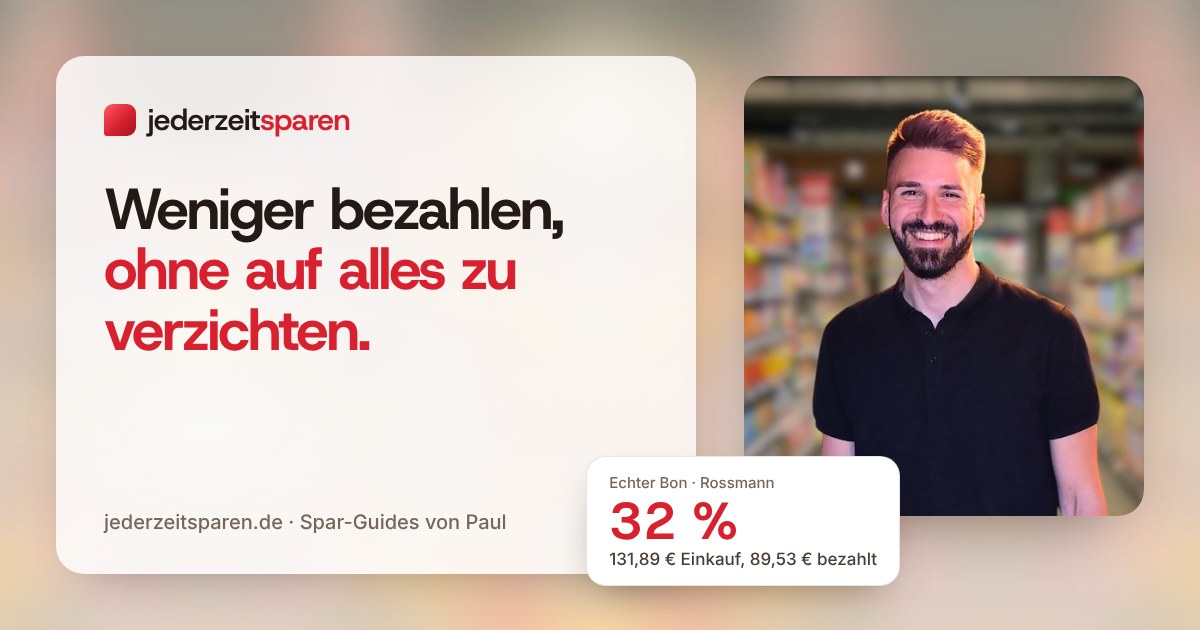 jederzeitsparen
Weniger bezahlen,
ohne auf alles zu
verzichten.
jederzeitsparen.de · Spar-Guides von Paul
Echter Bon · Rossmann
32 %
131,89 € Einkauf, 89,53 € bezahlt